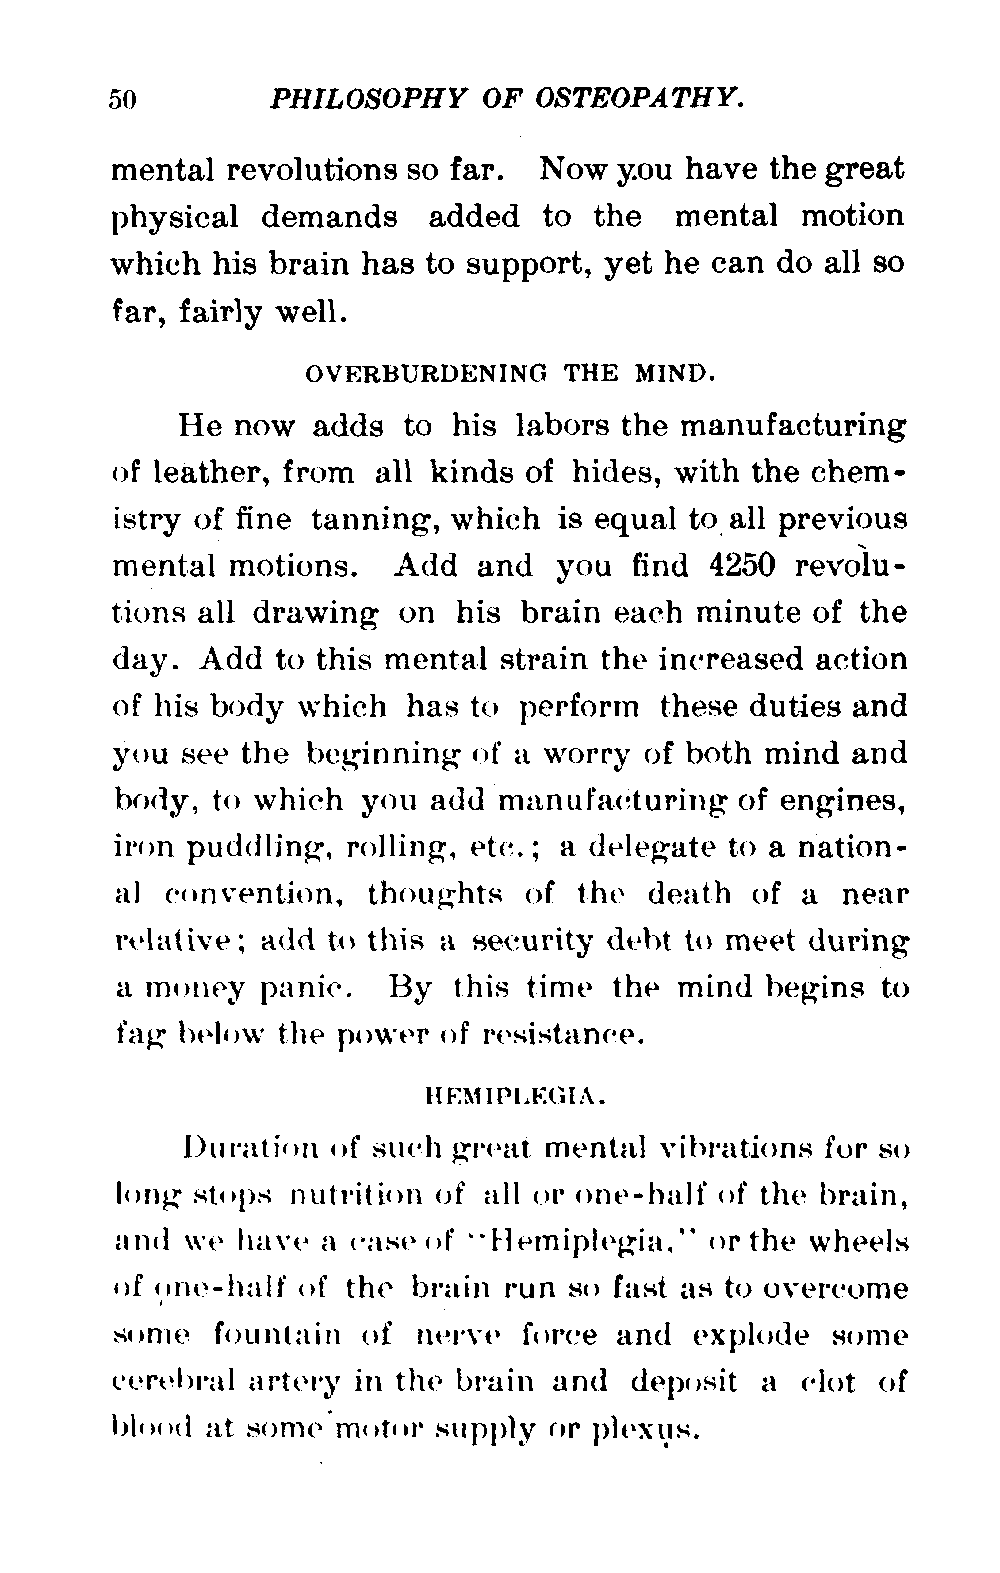 50 PHILOSOPHY OF OSTEOPATHY.
mental revolutions so far. Now you have the great
physical demands added to the mental motion
which his brain has to support, yet he can do all so
far, fairly well.
OVERBURDENING THE MIND.
He now adds to his labors the manufacturing
of leather, from all kinds of hides, with the chem-
istry of fine tanning, which is equal to all previous
mental motions. Add and you find 4250 revolu-
tions all drawing on his brain each minute of the
day. Add to this mental strain the increased action
of his body which has to perform these duties and
you see the beginning of a worry of both mind and
body, to which you add manufacturing of engines,
iron puddling, rolling, etc.; a delegate to a nation-
al convention, thoughts of the death of a near
relative; add to this a security debt to meet during
a money panic. By this time the mind begins to
fag below the power of resistance.
HEMIPLEGIA.
Duration of such great mental vibrations for so
long stops nutrition of all or one-half of the brain,
and we have a case of "Hemiplegia," or the wheels
of one-half of the brain run so fast as to overcome
some fountain of nerve force and explode some
cerebral artery in the brain and deposit a clot of
blood at some motor supply or plexus.